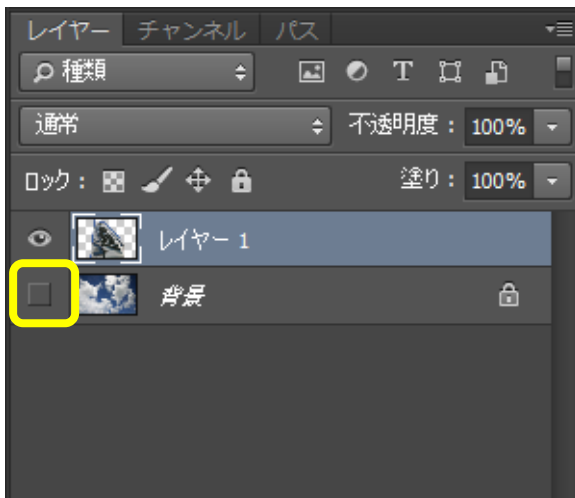 レイヤー チャンネル パス
種類
通常 不透明度： 100%
ロック： 塗り： 100%
レイヤー 1
背景